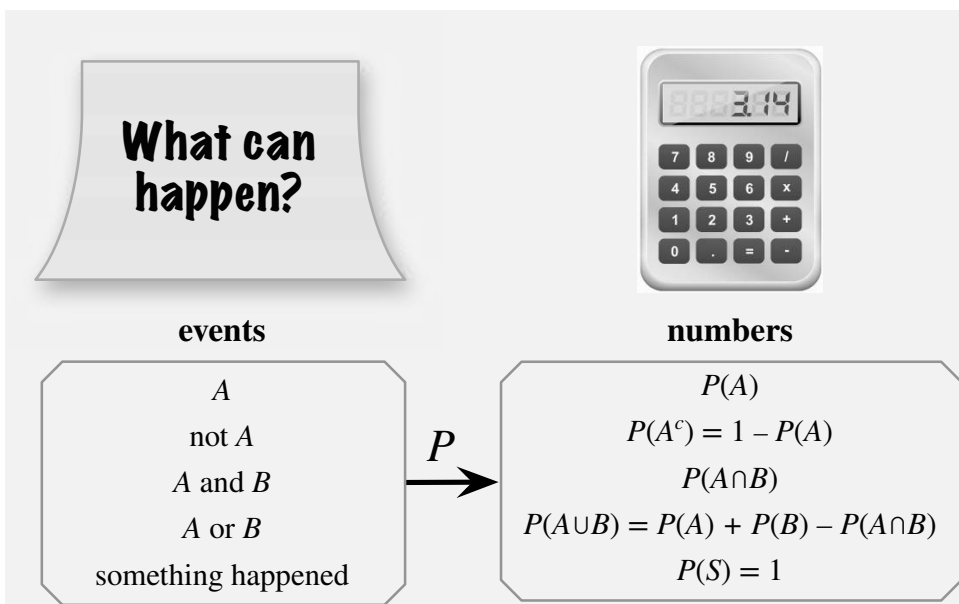 What can
happen?
3.14
7 8 9 /
4 5 6 x
1 2 3 +
0 . = -
events
numbers
A
not A
A and B
A or B
something happened
P
P(A)
P(Aᶜ) = 1 – P(A)
P(A∩B)
P(A∪B) = P(A) + P(B) – P(A∩B)
P(S) = 1